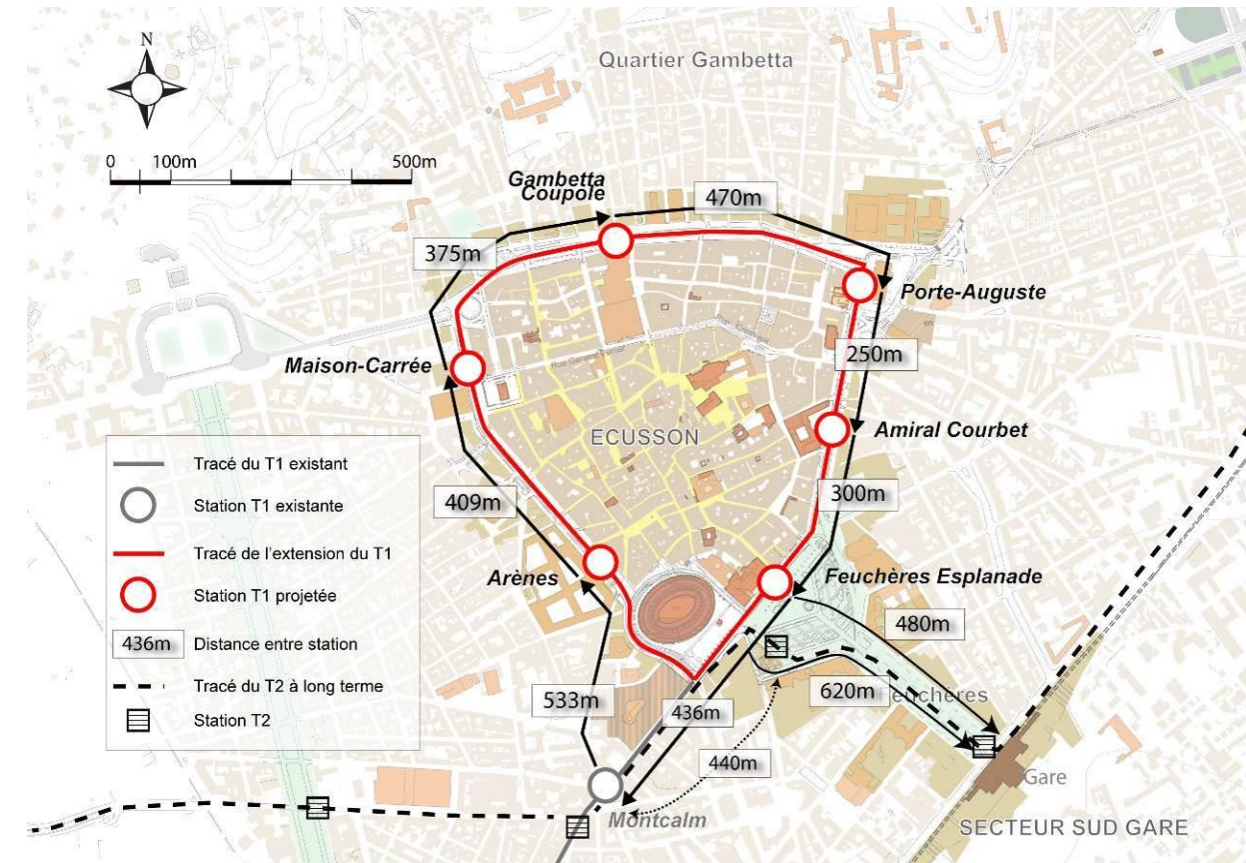 N
0 100m 500m
Quartier Gambetta
Gambetta
Coupole
470m
375m
Porte-Auguste
Maison-Carrée
250m
ECUSSON
Amiral Courbet
Tracé du T1 existant
Station T1 existante
Tracé de l'extension du T1
Station T1 projetée
436m Distance entre station
Tracé du T2 à long terme
Station T2
409m
300m
Arènes
Feuchères Esplanade
480m
620m
Feuchères
533m
436m
440m
Gare
Montcalm
SECTEUR SUD GARE